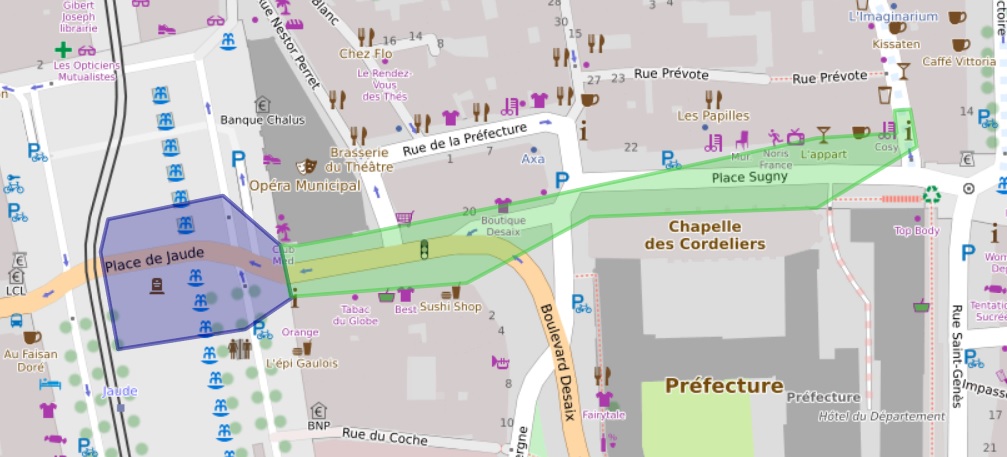 Gibert
Joseph
librairie
Les Opticiens
Mutualistes
2
Rue Nestor Perret
Blanc
Chez Flo
16
14
8
Le Rendez-
Vous
des Thés
28
30
15
3
4
27
23
Rue Prévote
Rue Prévote
L'Imaginarium
Kissaten
Caffé Vittoria
14
Banque Chalus
Opéra Municipal
Brasserie
du Théâtre
Rue de la Préfecture
1
7
Axa
Les Papilles
22
Mur
Noris
France
L'appart
Cosy
7
P
P
P
Place Sugny
20
Boutique
Desaix
Chapelle
des Cordeliers
Top Body
Place de Jaude
Club
Med
LCL
Tabac
du Globe
Best
Sushi Shop
Orange
L'épi Gaulois
2
4
8
10
Au Faisan
Doré
Jaude
BNP
Rue du Coche
Boulevard Desaix
Fairytale
Préfecture
Préfecture
Hôtel du Département
Rue Saint-Genès
Impasse
17
21